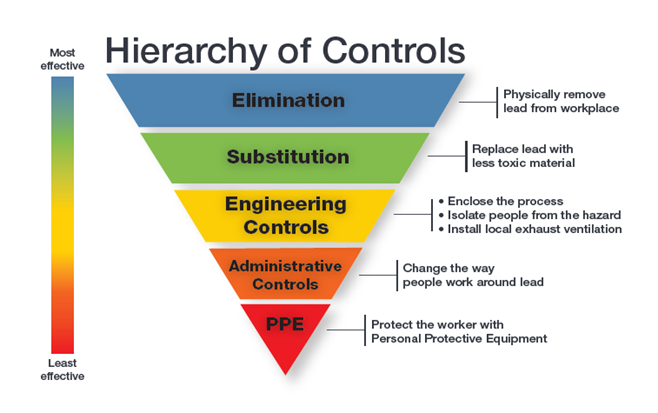 Hierarchy of Controls
Most
effective
Elimination
Physically remove
lead from workplace
Substitution
Replace lead with
less toxic material
Engineering
Controls
• Enclose the process
• Isolate people from the hazard
• Install local exhaust ventilation
Administrative
Controls
Change the way
people work around lead
PPE
Protect the worker with
Personal Protective Equipment
Least
effective